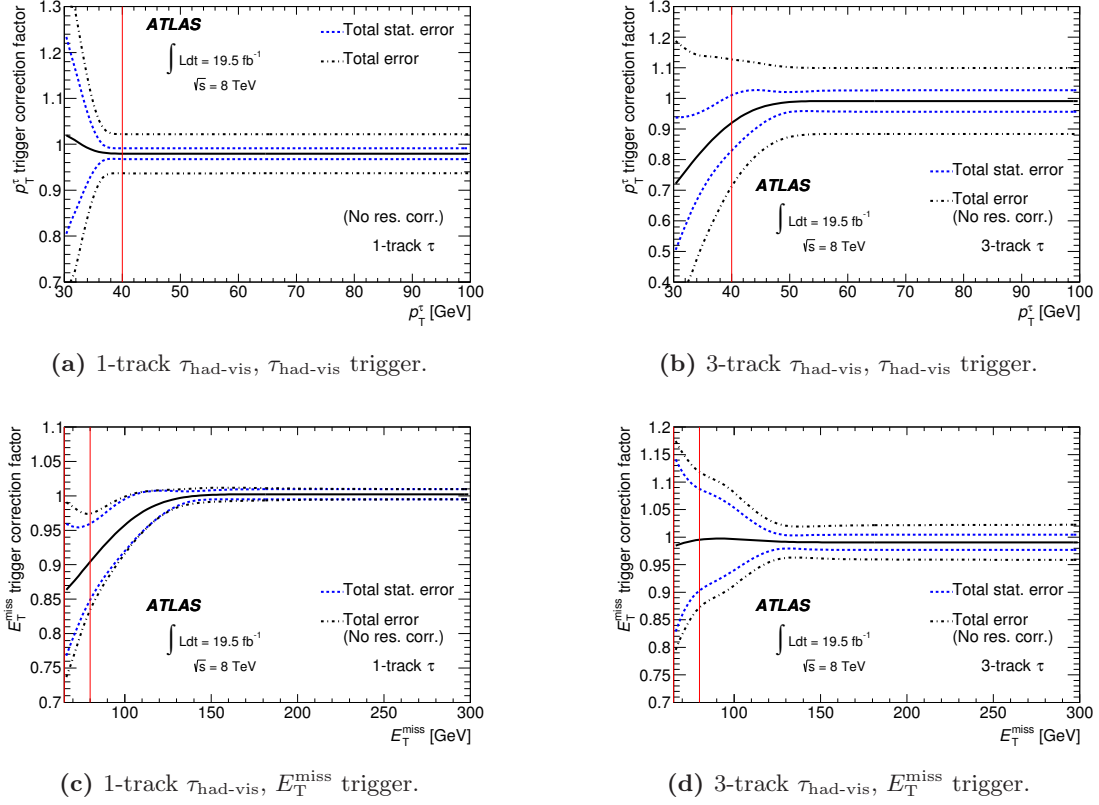 p_T^τ trigger correction factor
1.3
1.2
1.1
1
0.9
0.8
0.7
ATLAS
∫ Ldt = 19.5 fb⁻¹
√s = 8 TeV
Total stat. error
Total error
(No res. corr.)
1-track τ
30 40 50 60 70 80 90 100
p_T^τ [GeV]
(a) 1-track τ_had-vis, τ_had-vis trigger.
p_T^τ trigger correction factor
1.3
1.2
1.1
1
0.9
0.8
0.7
0.6
0.5
0.4
ATLAS
∫ Ldt = 19.5 fb⁻¹
√s = 8 TeV
Total stat. error
Total error
(No res. corr.)
3-track τ
30 40 50 60 70 80 90 100
p_T^τ [GeV]
(b) 3-track τ_had-vis, τ_had-vis trigger.
E_T^miss trigger correction factor
1.1
1.05
1
0.95
0.9
0.85
0.8
0.75
0.7
ATLAS
∫ Ldt = 19.5 fb⁻¹
√s = 8 TeV
Total stat. error
Total error
(No res. corr.)
1-track τ
100 150 200 250 300
E_T^miss [GeV]
(c) 1-track τ_had-vis, E_T^miss trigger.
E_T^miss trigger correction factor
1.2
1.15
1.1
1.05
1
0.95
0.9
0.85
0.8
0.75
0.7
ATLAS
∫ Ldt = 19.5 fb⁻¹
√s = 8 TeV
Total stat. error
Total error
(No res. corr.)
3-track τ
100 150 200 250 300
E_T^miss [GeV]
(d) 3-track τ_had-vis, E_T^miss trigger.